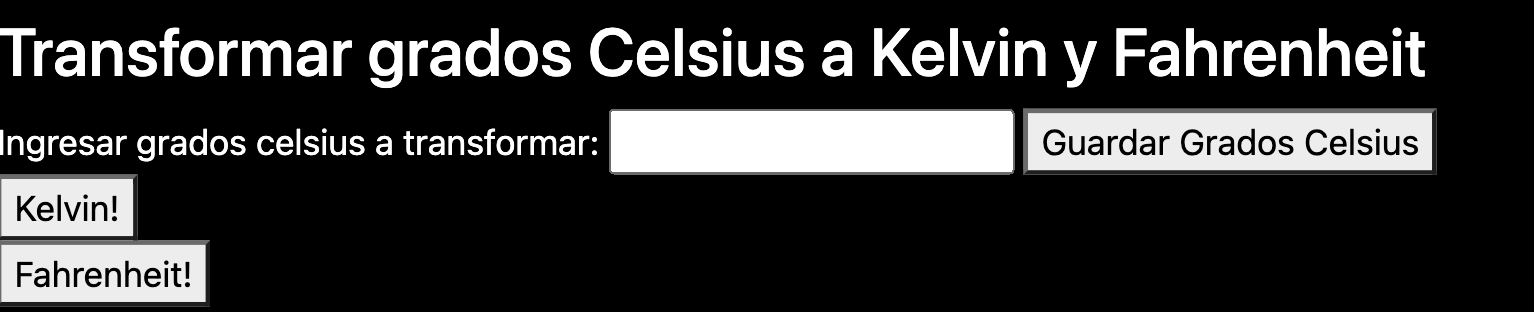 Transformar grados Celsius a Kelvin y Fahrenheit
Ingresar grados celsius a transformar: Guardar Grados Celsius
Kelvin!
Fahrenheit!